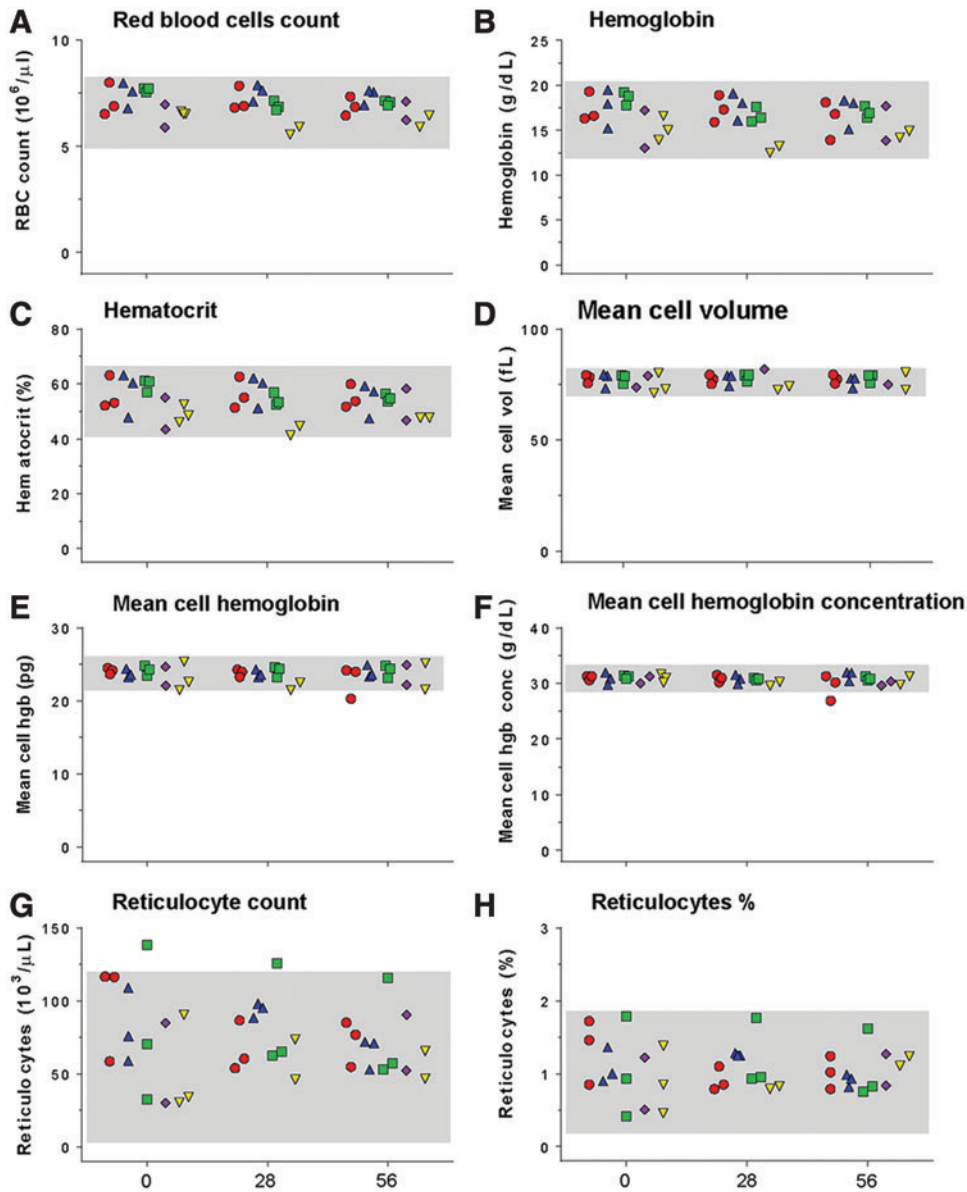 A Red blood cells count
RBC count (10⁶/µl)
10
5
0
B Hemoglobin
Hemoglobin (g/dL)
25
20
15
10
5
0
C Hematocrit
Hem atocrit (%)
80
60
40
20
0
D Mean cell volume
Mean cell vol (fL)
100
50
0
E Mean cell hemoglobin
Mean cell hgb (pg)
30
20
10
0
F Mean cell hemoglobin concentration
Mean cell hgb conc (g/dL)
40
30
20
10
0
G Reticulocyte count
Reticulocytes (10³/µL)
150
100
50
0
0 28 56
H Reticulocytes %
Reticulocytes (%)
3
2
1
0
0 28 56